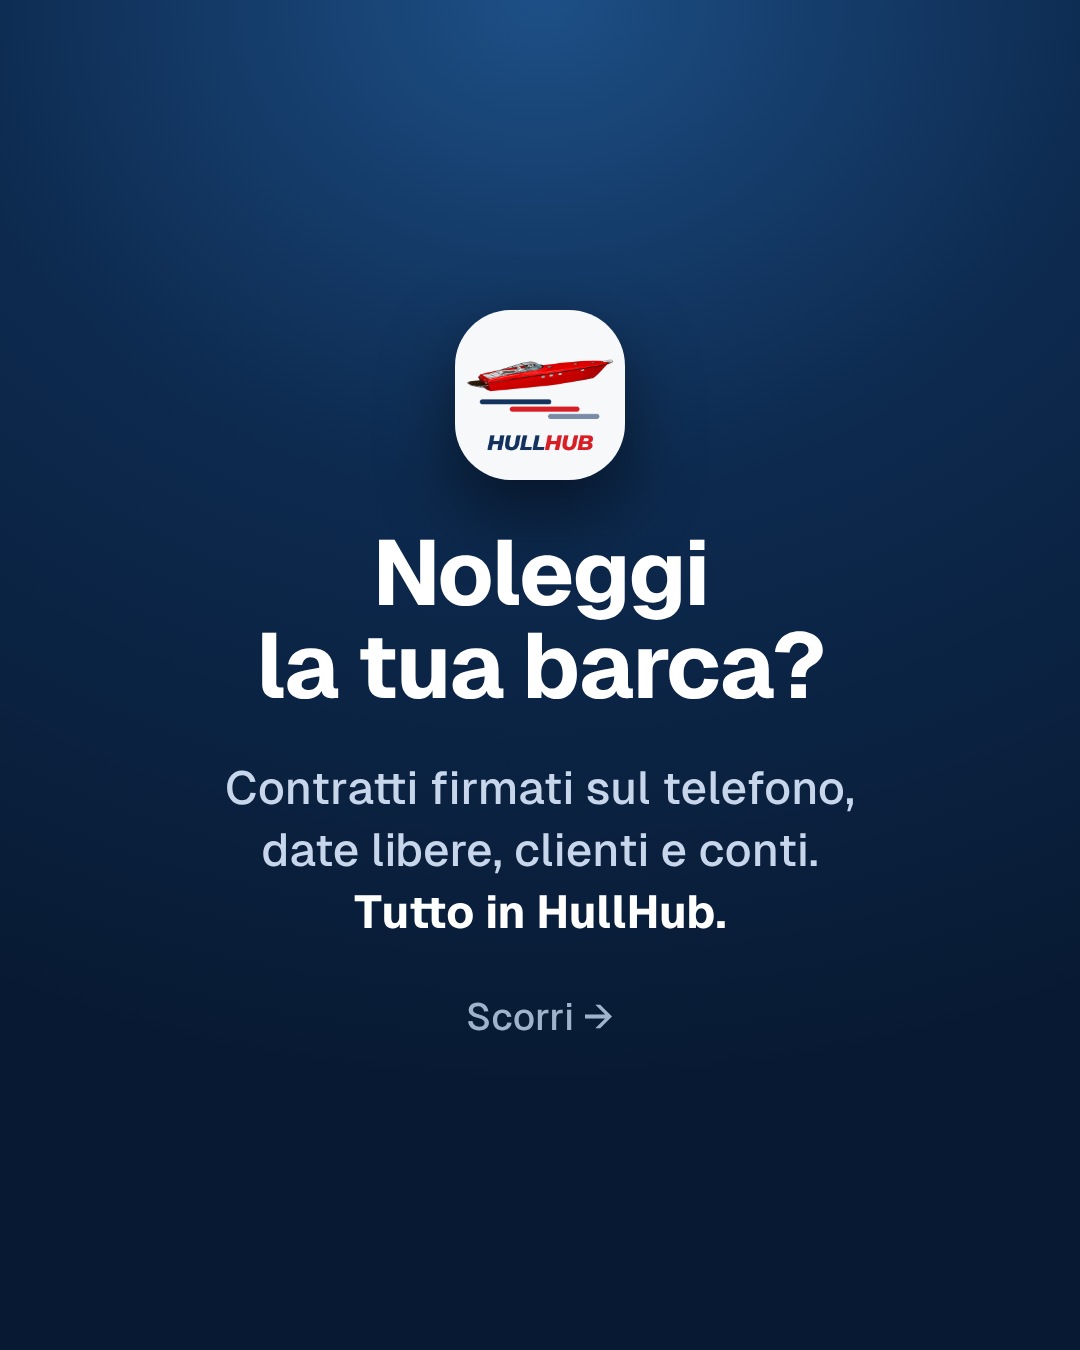 HULLHUB
Noleggi
la tua barca?
Contratti firmati sul telefono,
date libere, clienti e conti.
Tutto in HullHub.
Scorri →